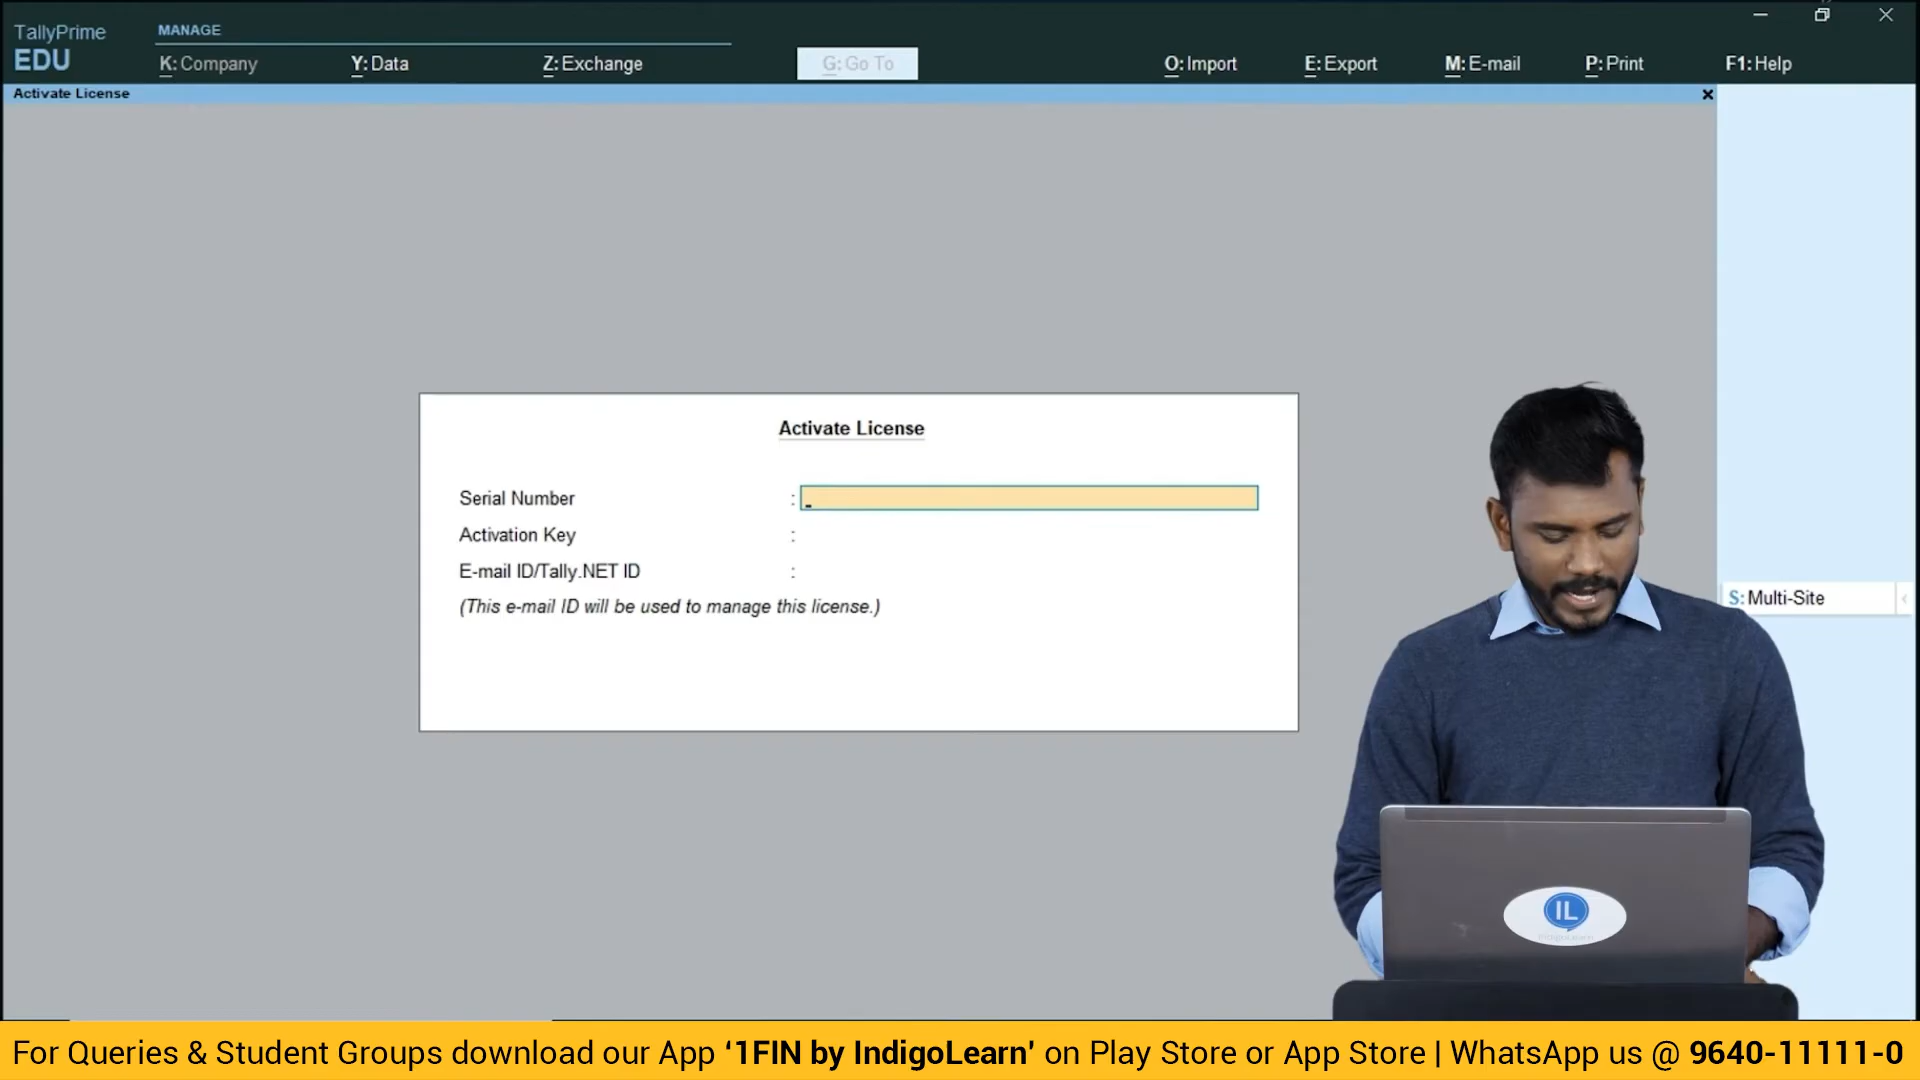 TallyPrime
EDU
MANAGE
K: Company
Y: Data
Z: Exchange
G: Go To
O: Import
E: Export
M: E-mail
P: Print
F1: Help
Activate License
Activate License
Serial Number :
Activation Key :
E-mail ID/Tally.NET ID :
(This e-mail ID will be used to manage this license.)
S: Multi-Site
IL
For Queries & Student Groups download our App ‘1FIN by IndigoLearn' on Play Store or App Store | WhatsApp us @ 9640-11111-0